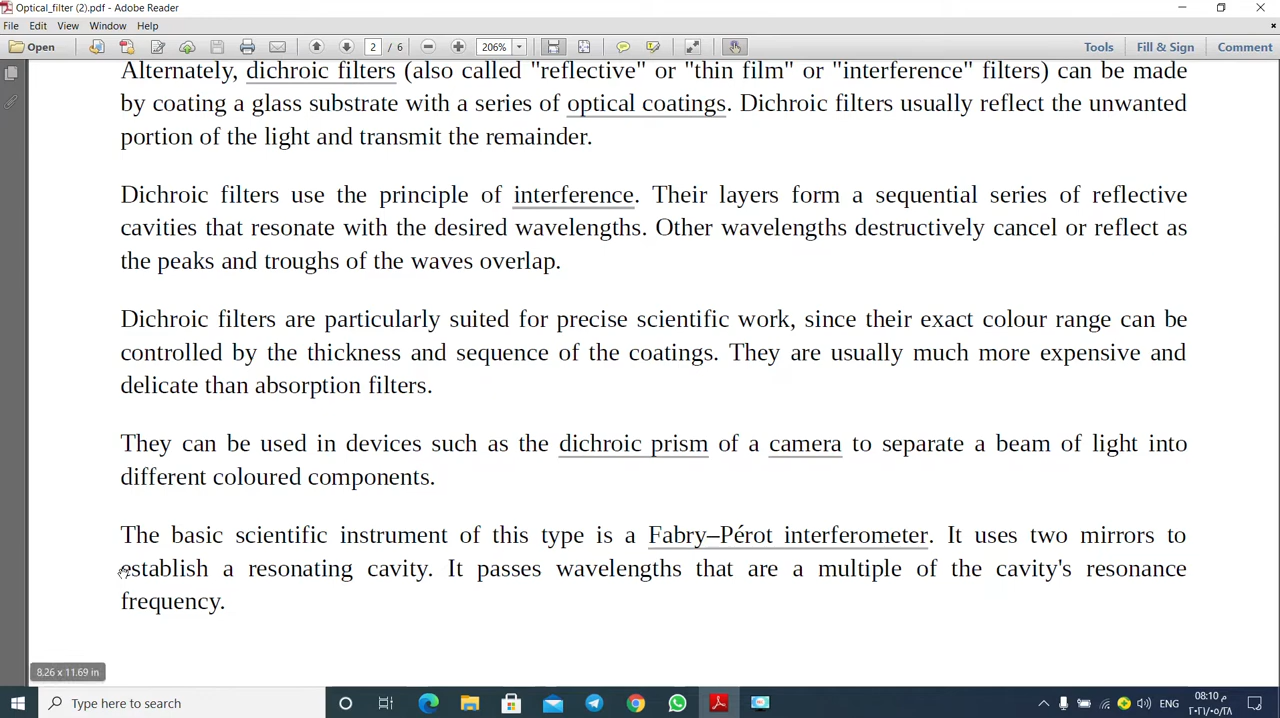 Optical_filter (2).pdf - Adobe Reader
File Edit View Window Help
Open 2 / 6 206% Tools Fill & Sign Comment
Alternately, dichroic filters (also called "reflective" or "thin film" or "interference" filters) can be made
by coating a glass substrate with a series of optical coatings. Dichroic filters usually reflect the unwanted
portion of the light and transmit the remainder.
Dichroic filters use the principle of interference. Their layers form a sequential series of reflective
cavities that resonate with the desired wavelengths. Other wavelengths destructively cancel or reflect as
the peaks and troughs of the waves overlap.
Dichroic filters are particularly suited for precise scientific work, since their exact colour range can be
controlled by the thickness and sequence of the coatings. They are usually much more expensive and
delicate than absorption filters.
They can be used in devices such as the dichroic prism of a camera to separate a beam of light into
different coloured components.
The basic scientific instrument of this type is a Fabry–Pérot interferometer. It uses two mirrors to
establish a resonating cavity. It passes wavelengths that are a multiple of the cavity's resonance
frequency.
8.26 x 11.69 in
Type here to search ENG 08:10 م
٢٠٢١/٠٥/٢٨